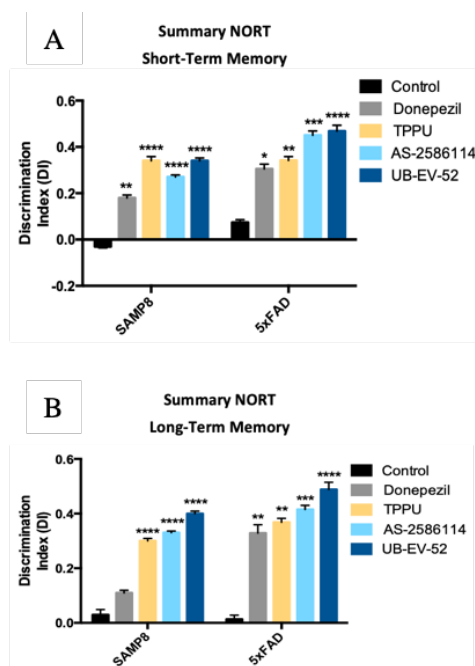 A
Summary NORT
Short-Term Memory
Control
Donepezil
TPPU
AS-2586114
UB-EV-52
Discrimination
Index (DI)
0.6
0.4
0.2
0.0
-0.2
**
****
****
****
*
**
***
****
SAMP8
5xFAD
B
Summary NORT
Long-Term Memory
Control
Donepezil
TPPU
AS-2586114
UB-EV-52
Discrimination
Index (DI)
0.6
0.4
0.2
0.0
****
****
****
**
**
***
****
SAMP8
5xFAD